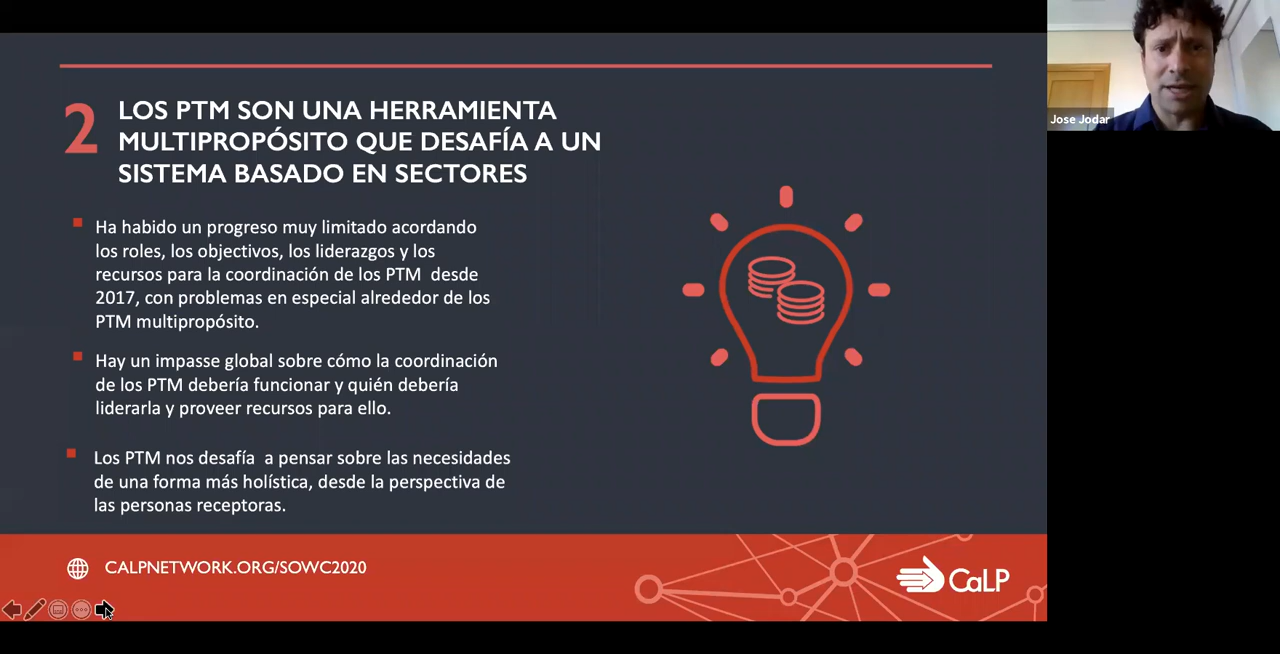 2
LOS PTM SON UNA HERRAMIENTA
MULTIPROPÓSITO QUE DESAFÍA A UN
SISTEMA BASADO EN SECTORES
Ha habido un progreso muy limitado acordando
los roles, los objectivos, los liderazgos y los
recursos para la coordinación de los PTM desde
2017, con problemas en especial alrededor de los
PTM multipropósito.
Hay un impasse global sobre cómo la coordinación
de los PTM debería funcionar y quién debería
liderarla y proveer recursos para ello.
Los PTM nos desafía a pensar sobre las necesidades
de una forma más holística, desde la perspectiva de
las personas receptoras.
CALPNETWORK.ORG/SOWC2020
CaLP
Jose Jodar